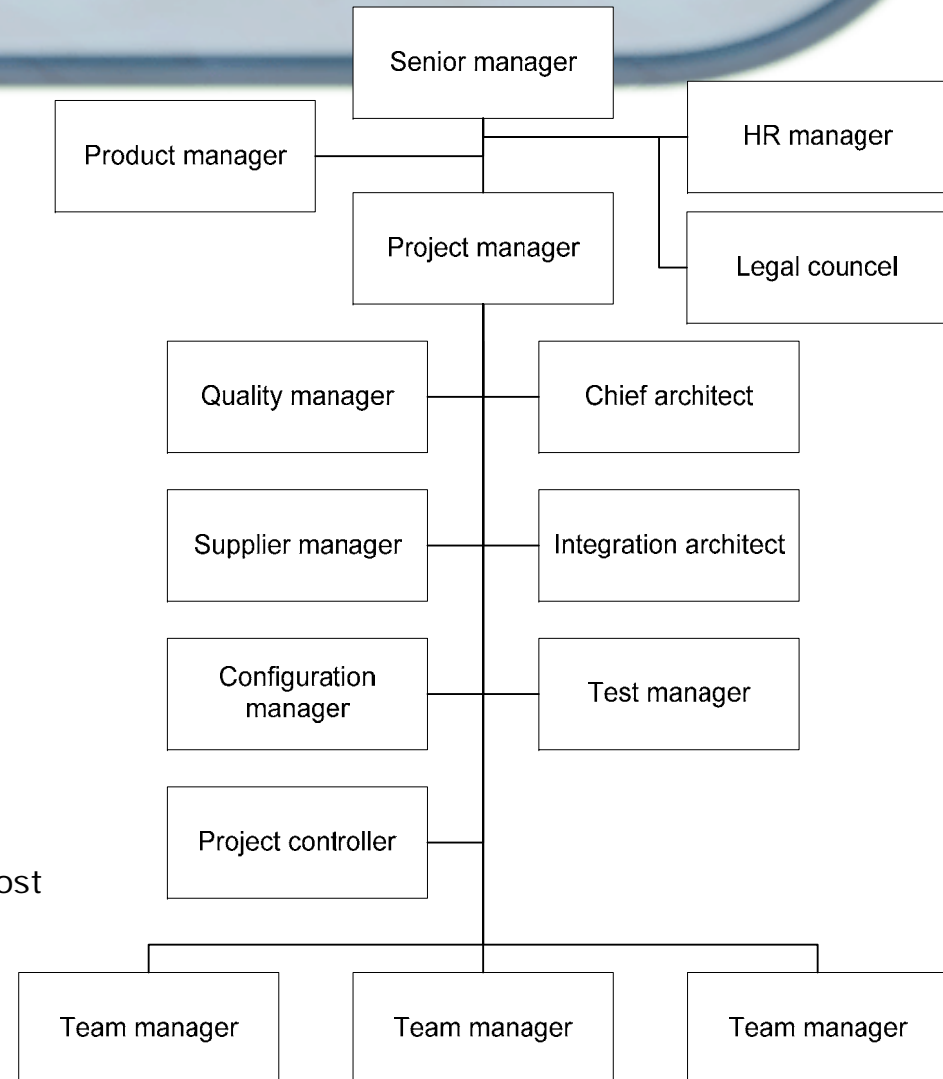 Senior manager
Product manager
HR manager
Project manager
Legal councel
Quality manager
Chief architect
Supplier manager
Integration architect
Configuration
manager
Test manager
Project controller
ost
Team manager
Team manager
Team manager